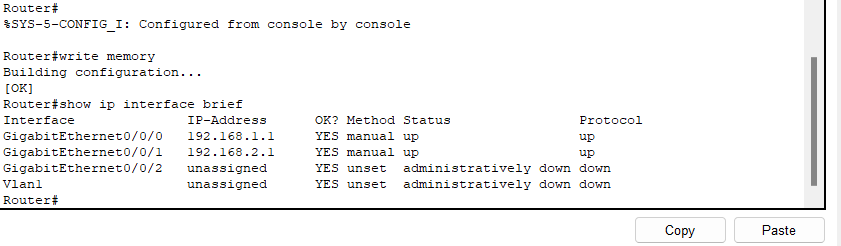 Router#
%SYS-5-CONFIG_I: Configured from console by console
Router#write memory
Building configuration...
[OK]
Router#show ip interface brief
Interface              IP-Address      OK? Method Status                Protocol
GigabitEthernet0/0/0   192.168.1.1     YES manual up                    up
GigabitEthernet0/0/1   192.168.2.1     YES manual up                    up
GigabitEthernet0/0/2   unassigned      YES unset  administratively down down
Vlan1                  unassigned      YES unset  administratively down down
Router#
Copy Paste